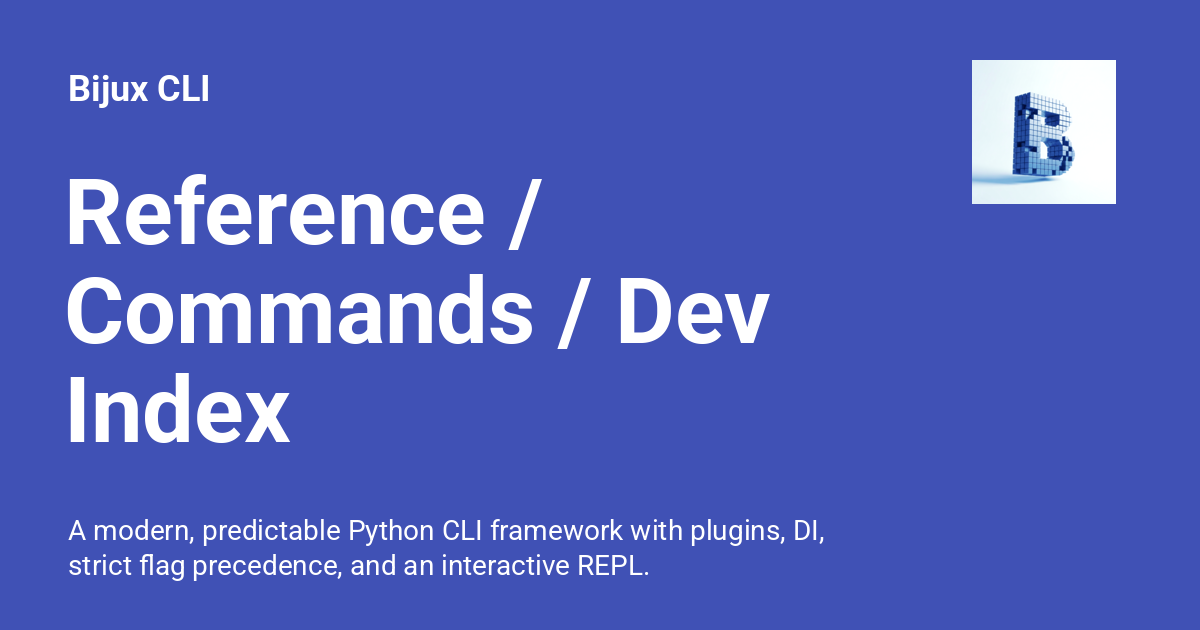 Bijux CLI
Reference /
Commands / Dev
Index
A modern, predictable Python CLI framework with plugins, DI,
strict flag precedence, and an interactive REPL.
B